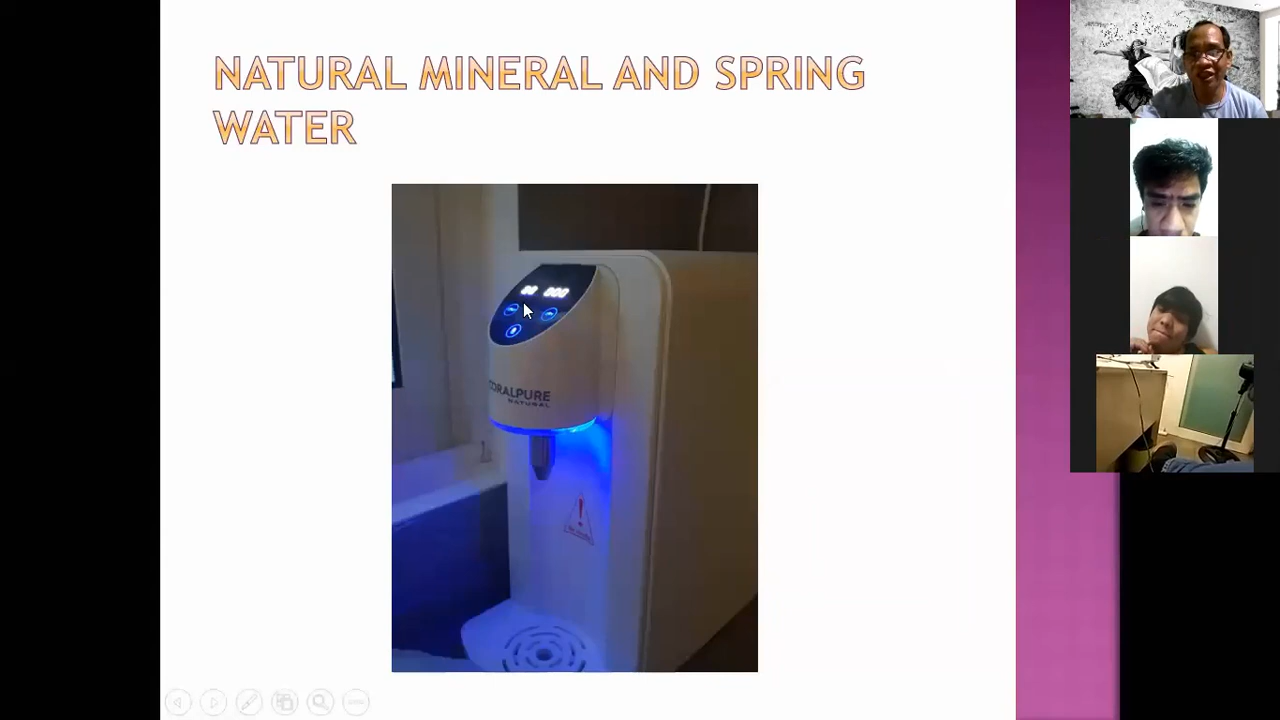 NATURAL MINERAL AND SPRING
WATER
CORALPURE
NATURAL